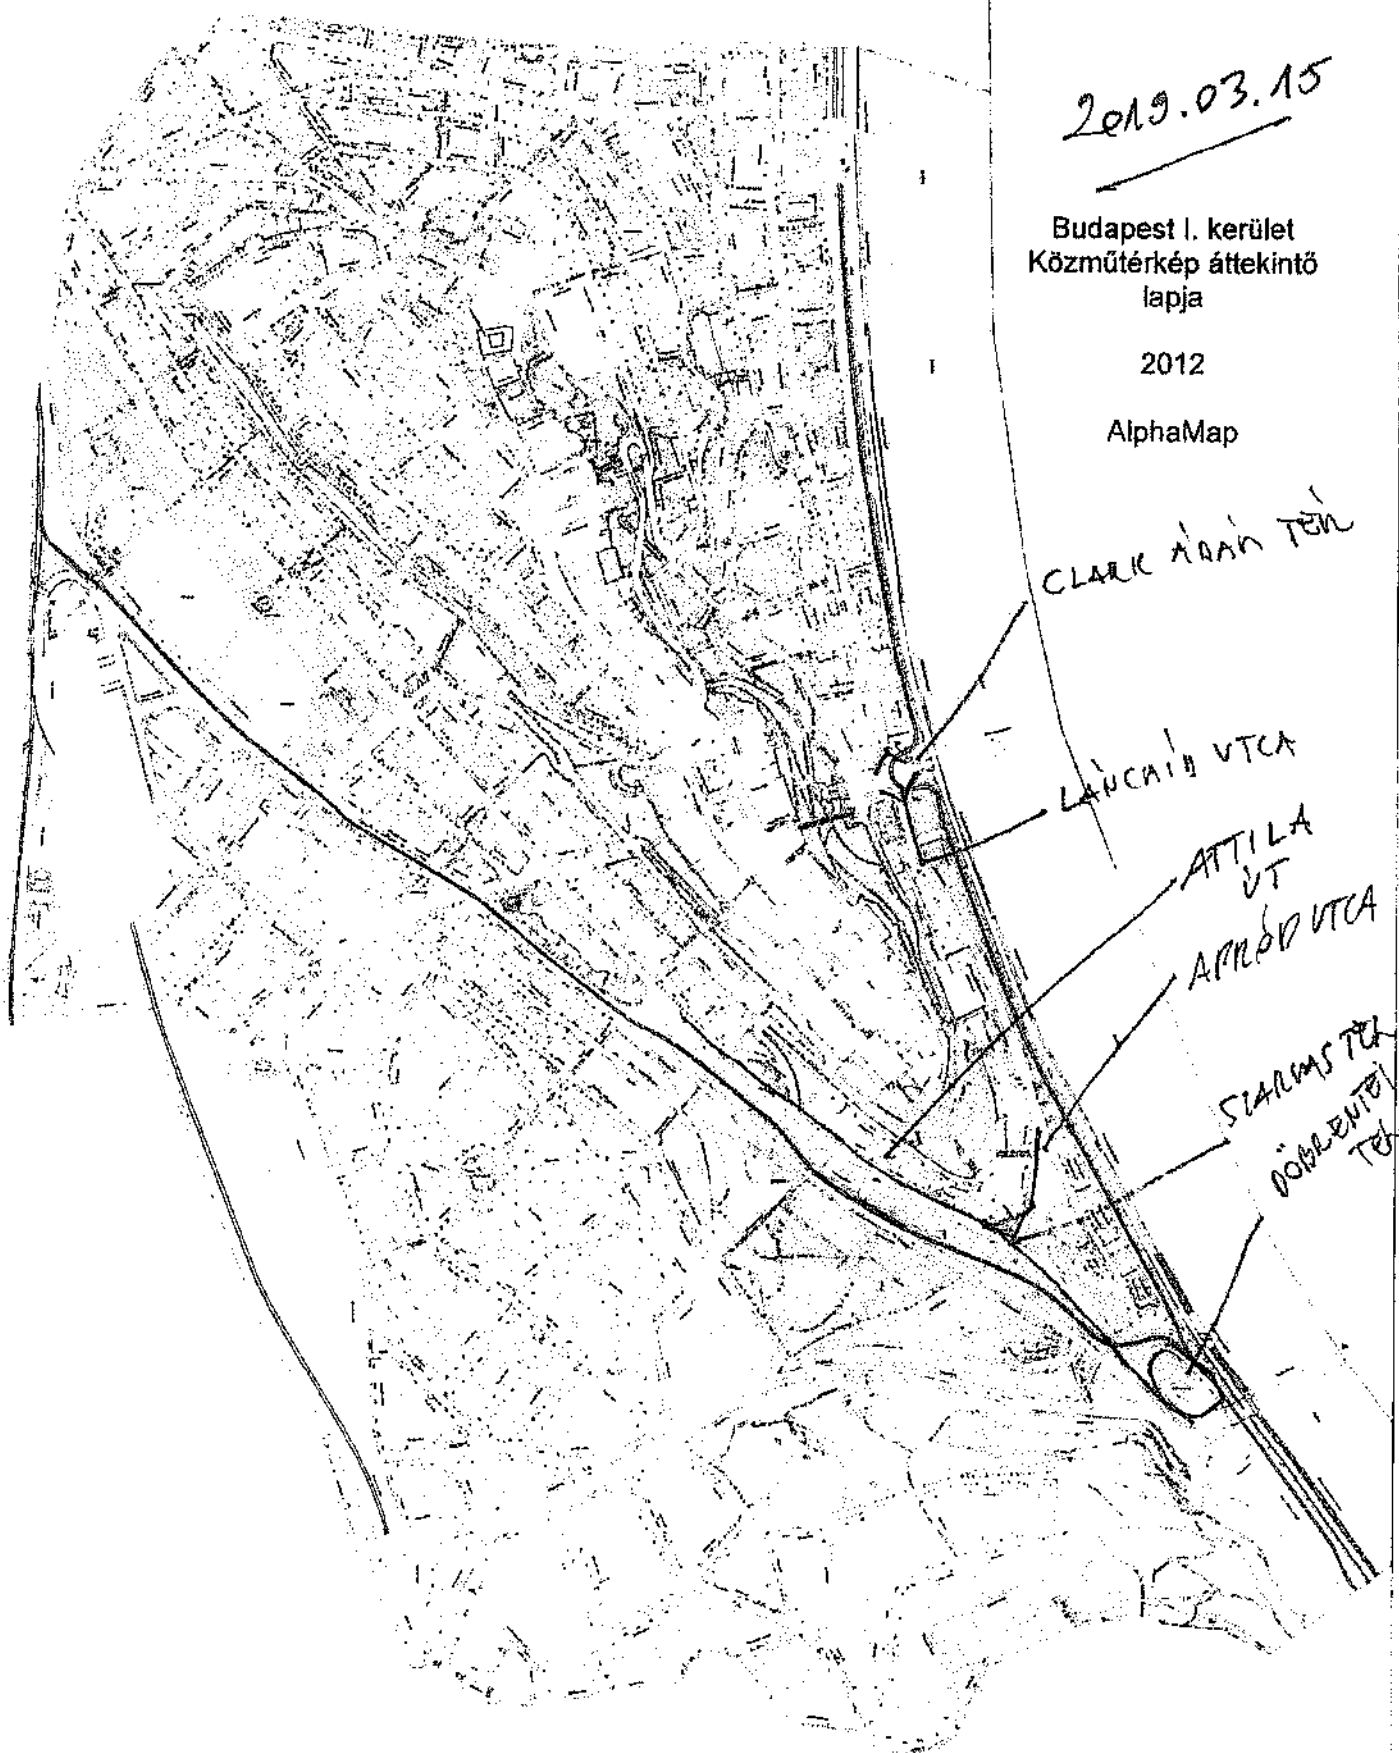 2019.03.15
Budapest I. kerület
Közműtérkép áttekintő
lapja
2012
AlphaMap
CLARK ÁDÁM TÉR
LÁNCHÍD UTCA
ATTILA
ÚT
APRÓD UTCA
SZARVAS TÉR
DÖBRENTEI
TÉR